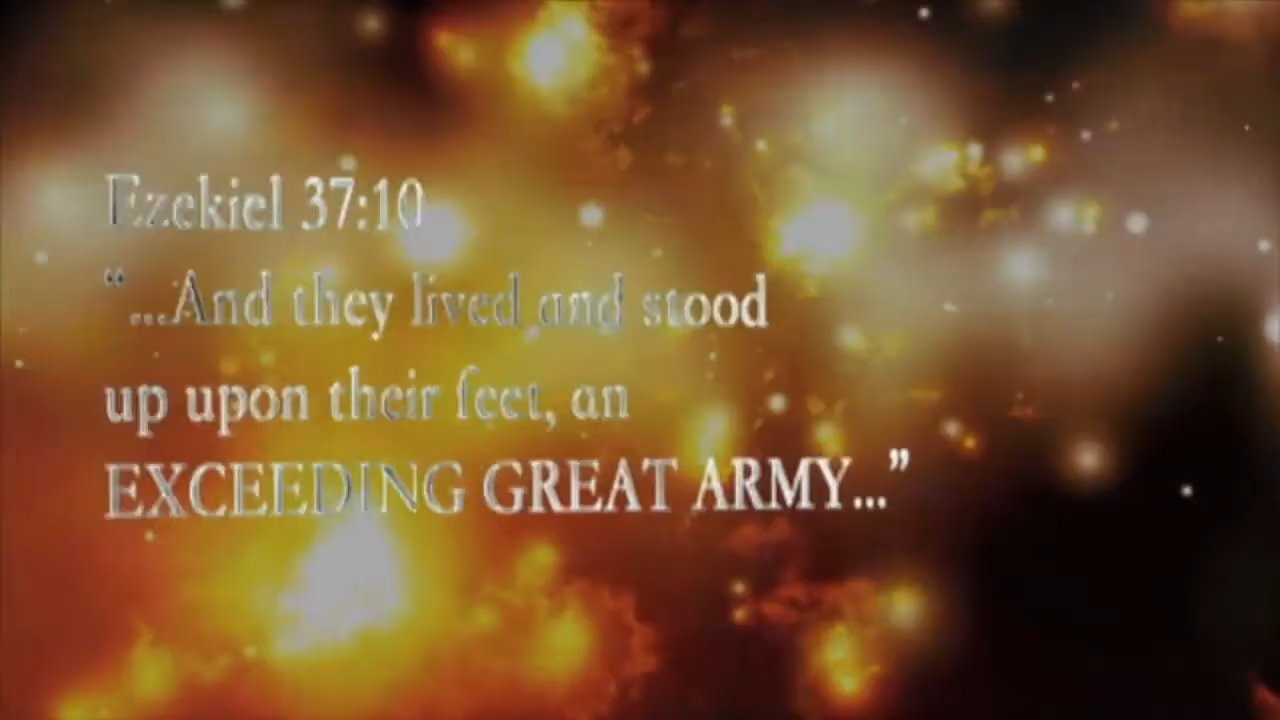 Ezekiel 37:10
“...And they lived and stood
up upon their feet, an
EXCEEDING GREAT ARMY...”